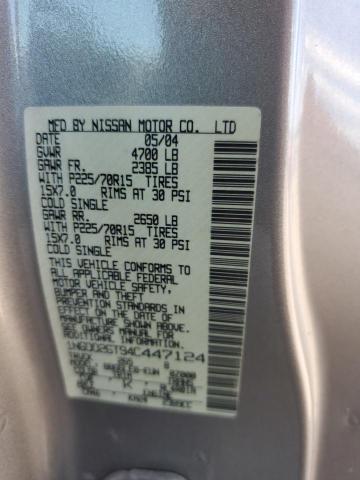 MFD BY NISSAN MOTOR CO. LTD
DATE 05/04
GVWR 4700 LB
GAWR FR. 2385 LB
WITH P225/70R15 TIRES
15X7.0 RIMS AT 30 PSI
COLD SINGLE
GAWR RR. 2650 LB
WITH P225/70R15 TIRES
15X7.0 RIMS AT 30 PSI
COLD SINGLE
THIS VEHICLE CONFORMS TO
ALL APPLICABLE FEDERAL
MOTOR VEHICLE SAFETY,
BUMPER AND THEFT
PREVENTION STANDARDS
IN EFFECT ON THE DATE OF
MANUFACTURE SHOWN ABOVE.
SEE OWNERS MANUAL FOR
ADDITIONAL INFORMATION.
1N6DD26T94C447124
TRUCK
K